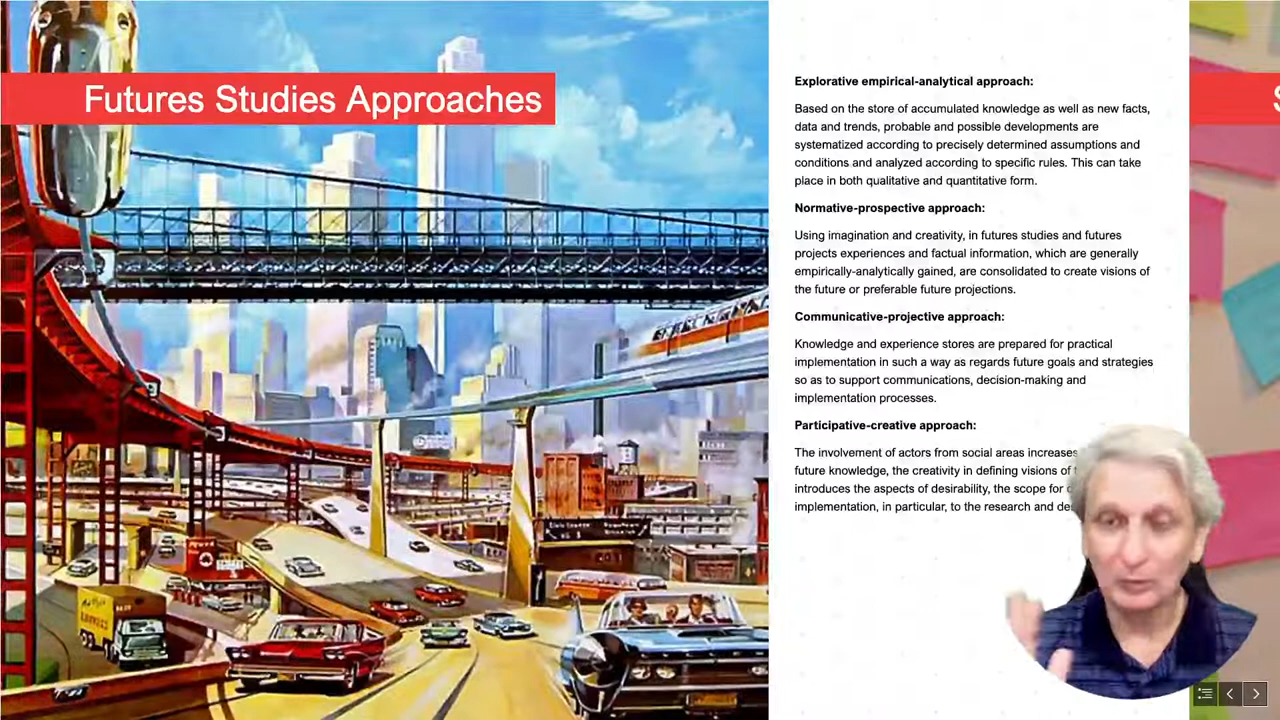 Futures Studies Approaches
Explorative empirical-analytical approach:
Based on the store of accumulated knowledge as well as new facts,
data and trends, probable and possible developments are
systematized according to precisely determined assumptions and
conditions and analyzed according to specific rules. This can take
place in both qualitative and quantitative form.
Normative-prospective approach:
Using imagination and creativity, in futures studies and futures
projects experiences and factual information, which are generally
empirically-analytically gained, are consolidated to create visions of
the future or preferable future projections.
Communicative-projective approach:
Knowledge and experience stores are prepared for practical
implementation in such a way as regards future goals and strategies
so as to support communications, decision-making and
implementation processes.
Participative-creative approach:
The involvement of actors from social areas increases
future knowledge, the creativity in defining visions of
introduces the aspects of desirability, the scope for
implementation, in particular, to the research and